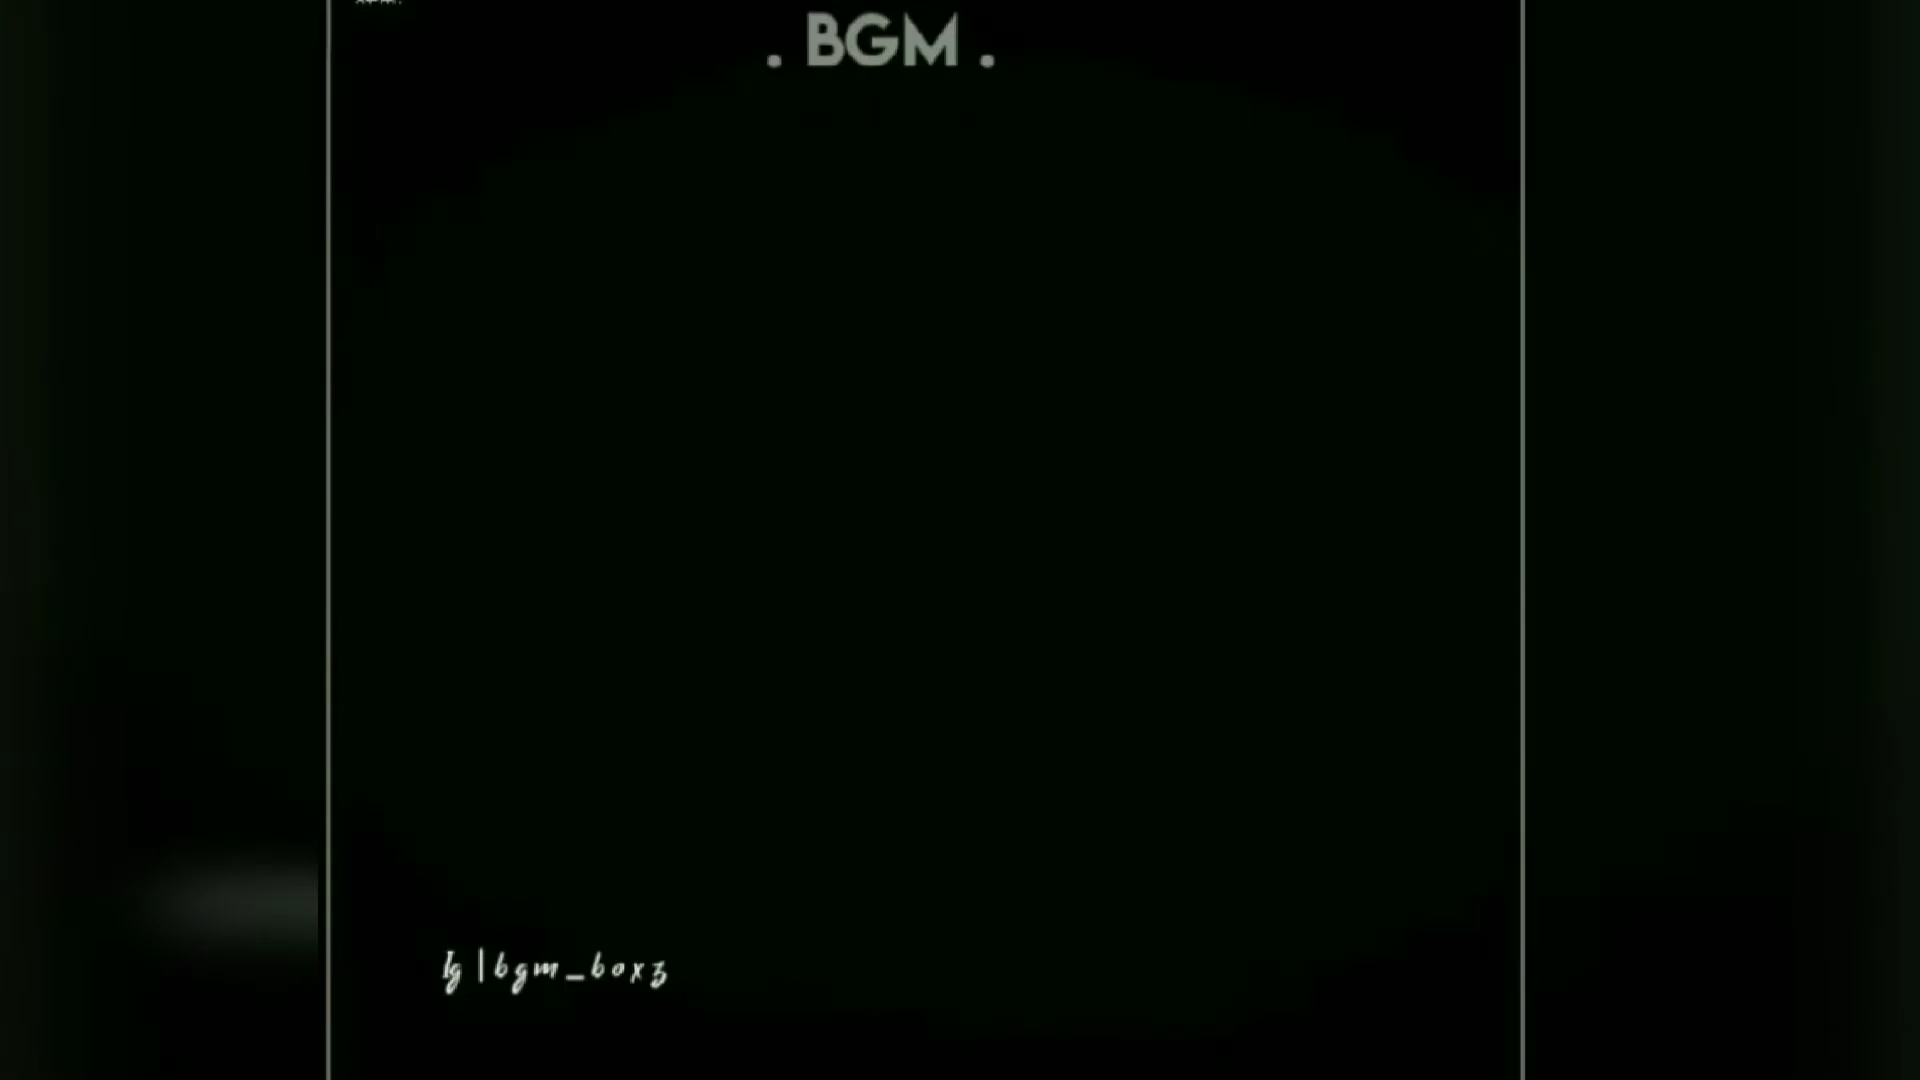 . BGM .
Ig | bgm_boxz